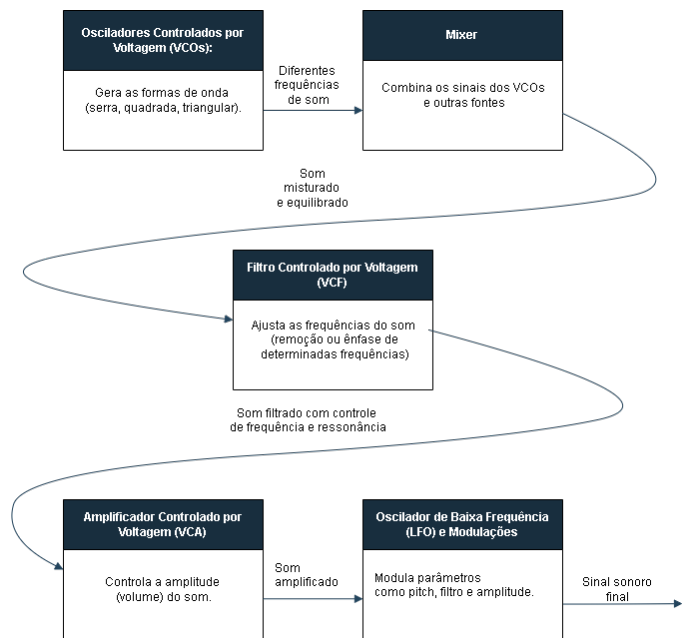 Osciladores Controlados por
Voltagem (VCOs):
Gera as formas de onda
(serra, quadrada, triangular).
Diferentes
frequências
de som
Mixer
Combina os sinais dos VCOs
e outras fontes
Som
misturado
e equilibrado
Filtro Controlado por Voltagem
(VCF)
Ajusta as frequências do som
(remoção ou ênfase de
determinadas frequências)
Som filtrado com controle
de frequência e ressonância
Amplificador Controlado por
Voltagem (VCA)
Controla a amplitude
(volume) do som.
Som
amplificado
Oscilador de Baixa Frequência
(LFO) e Modulações
Modula parâmetros
como pitch, filtro e amplitude.
Sinal sonoro
final